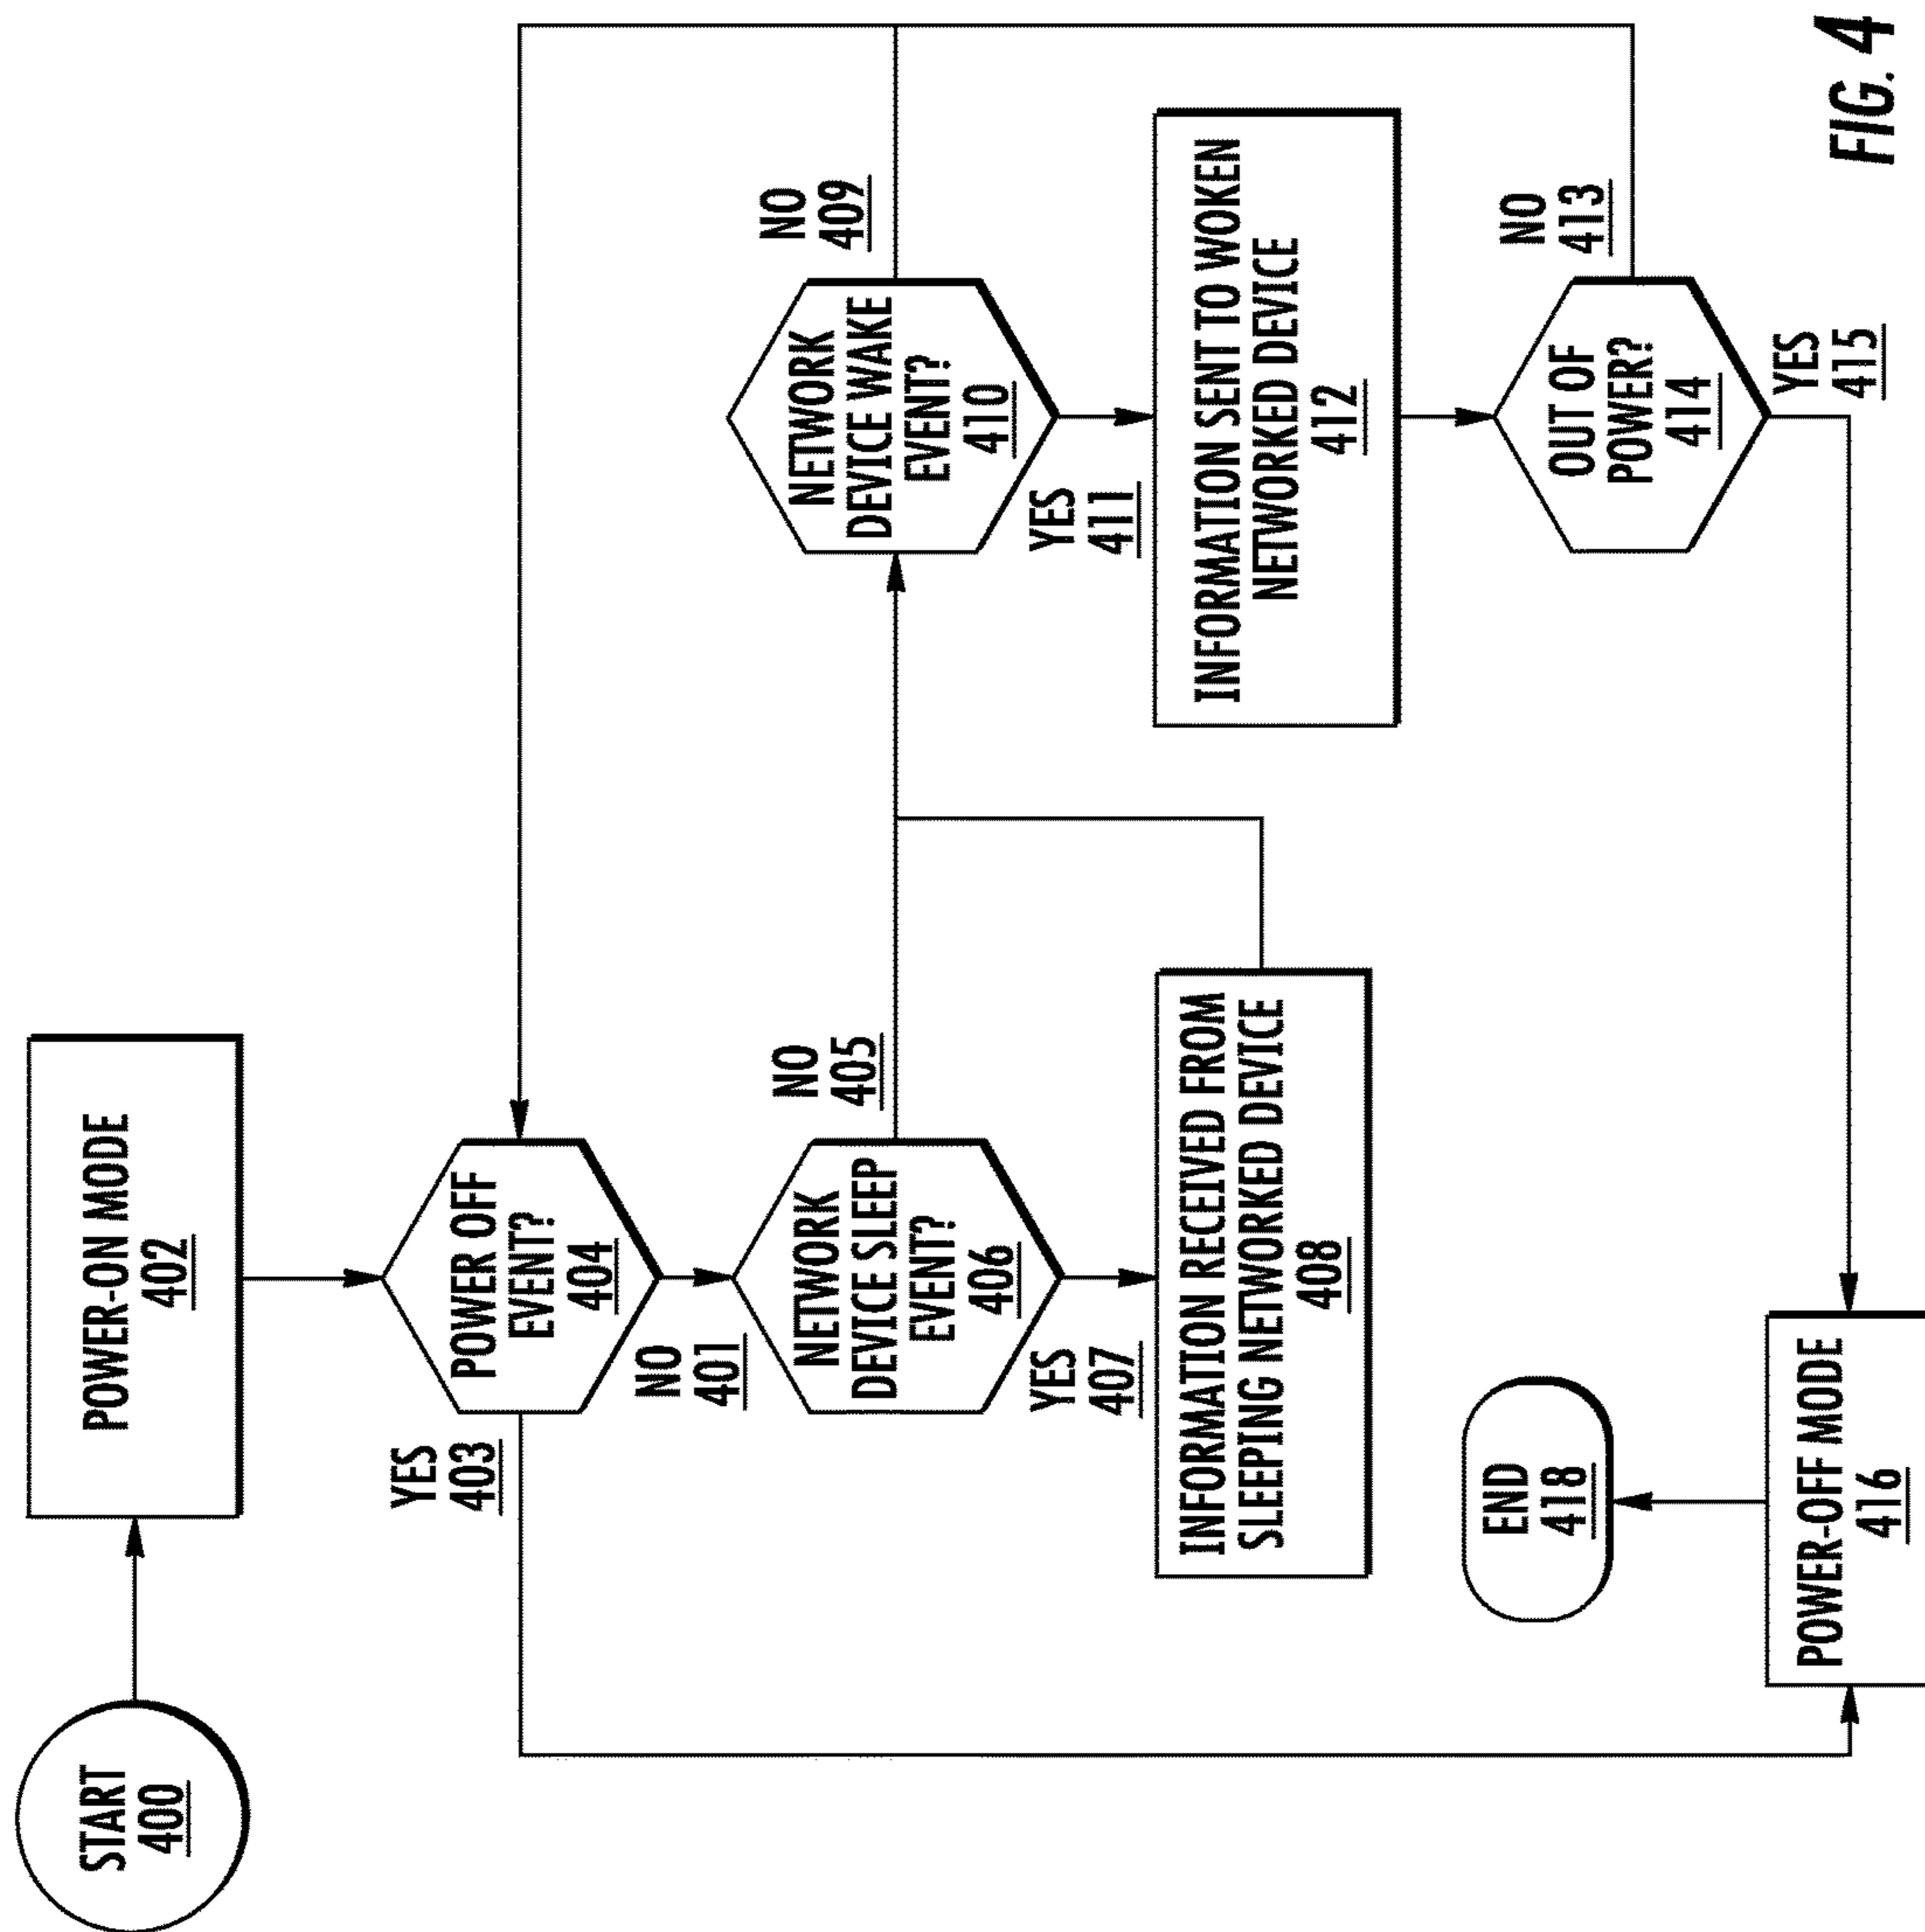 START
400
POWER-ON MODE
402
POWER OFF
EVENT?
404
YES
403
NO
401
NETWORK
DEVICE SLEEP
EVENT?
406
NO
405
YES
407
INFORMATION RECEIVED FROM
SLEEPING NETWORKED DEVICE
408
NETWORK
DEVICE WAKE
EVENT?
410
NO
409
YES
411
INFORMATION SENT TO WOKEN
NETWORKED DEVICE
412
OUT OF
POWER?
414
NO
413
YES
415
END
418
POWER-OFF MODE
416
FIG. 4